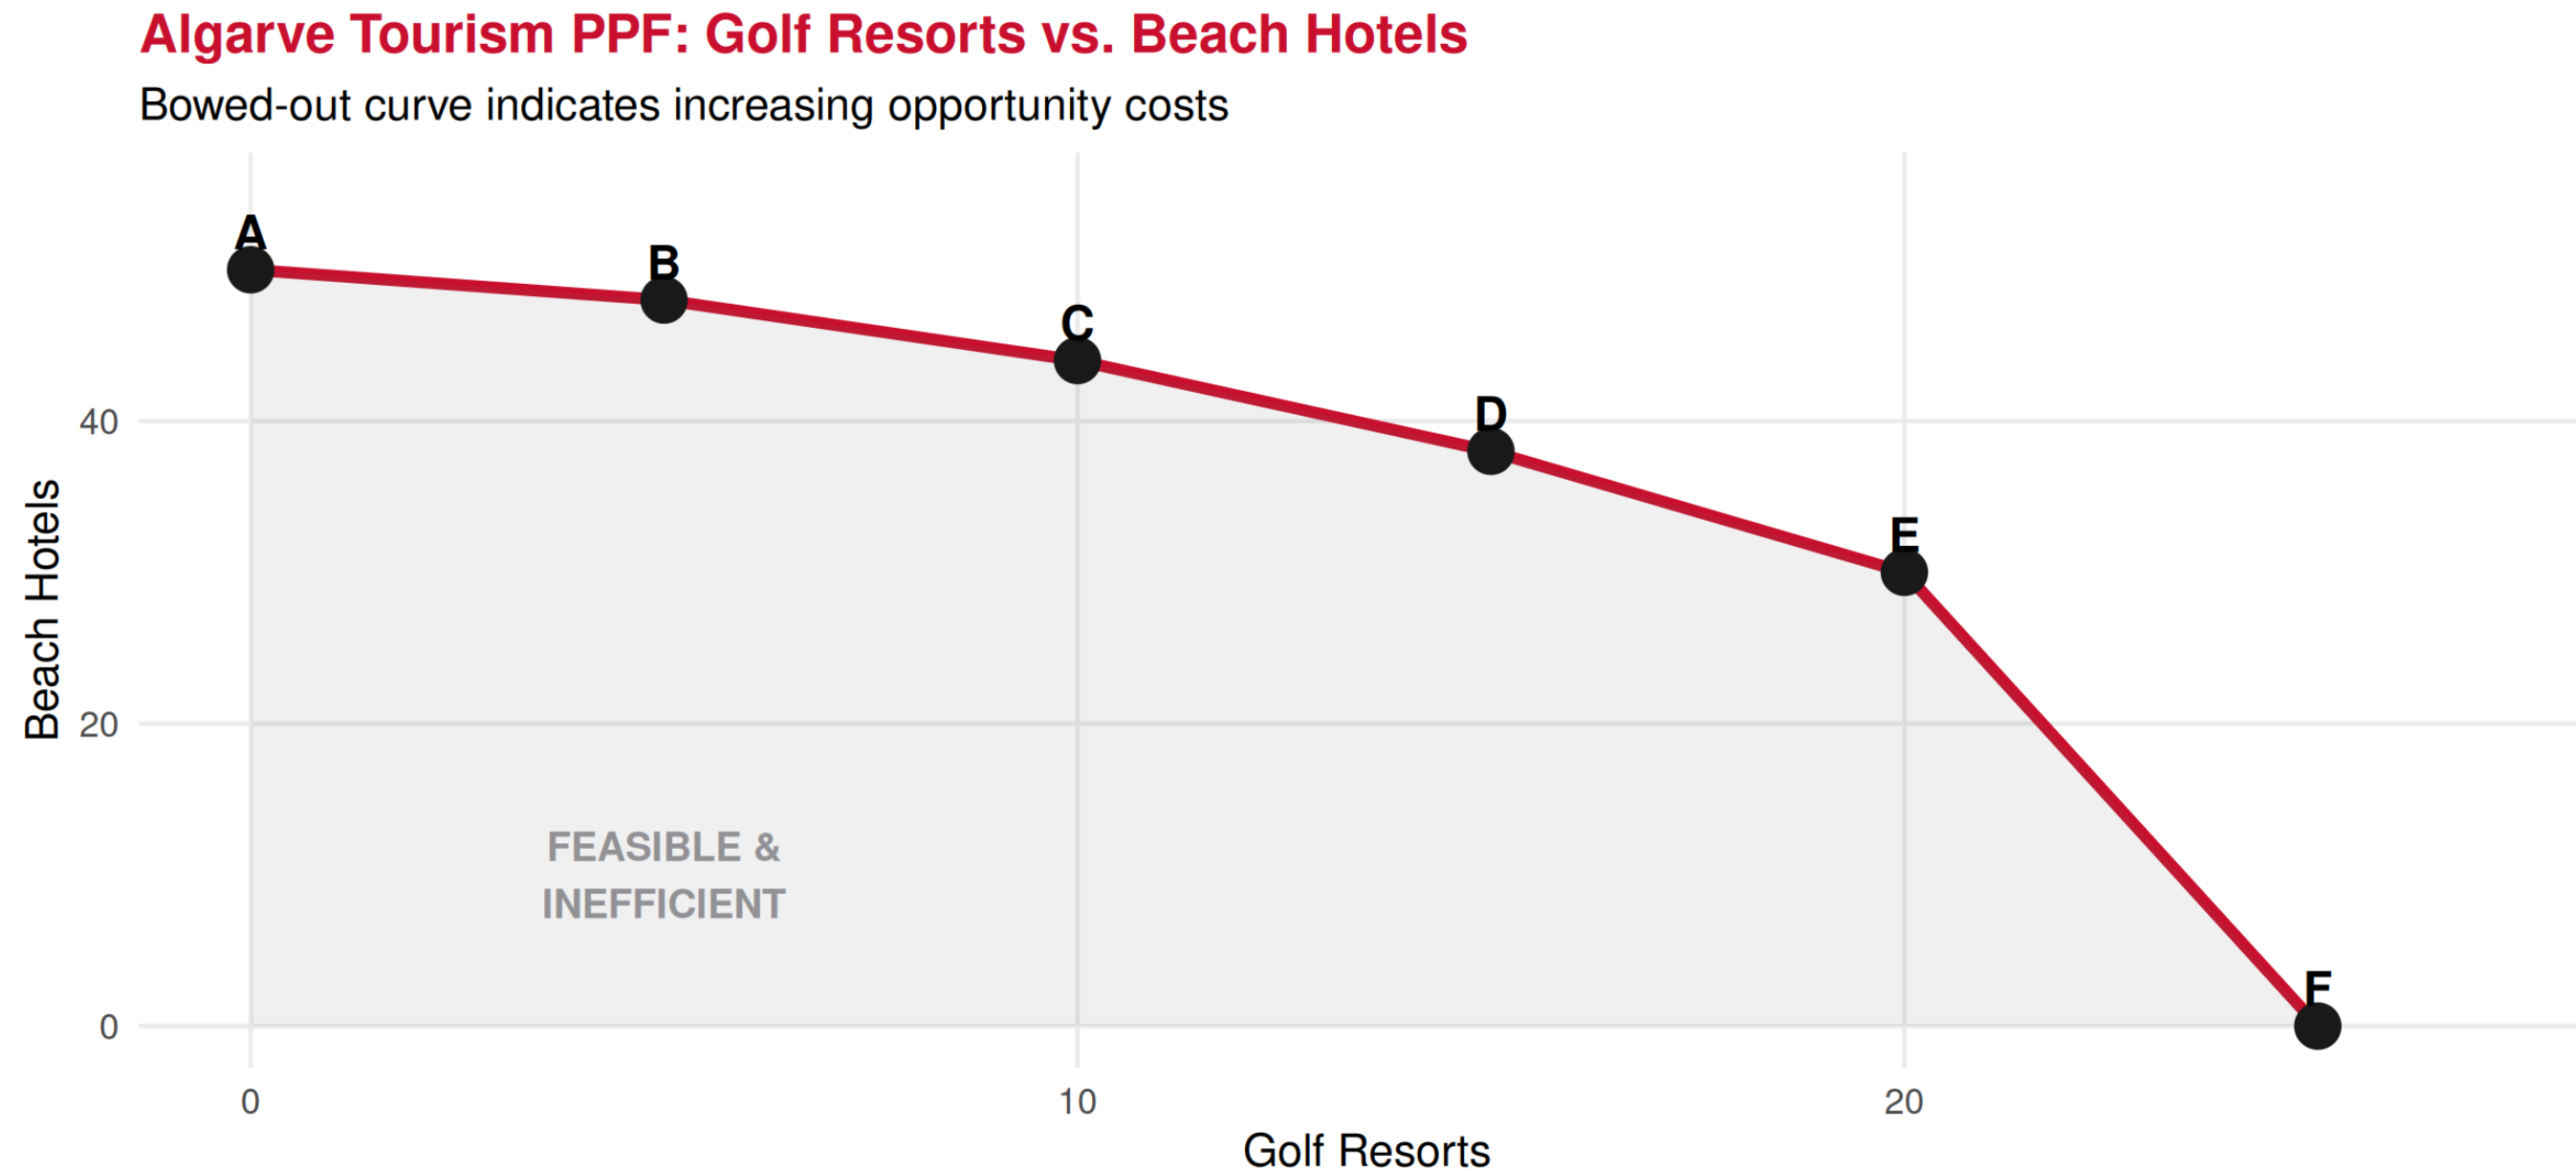 Algarve Tourism PPF: Golf Resorts vs. Beach Hotels
Bowed-out curve indicates increasing opportunity costs
A
B
C
D
E
F
40
20
0
Beach Hotels
FEASIBLE &
INEFFICIENT
0
10
20
Golf Resorts